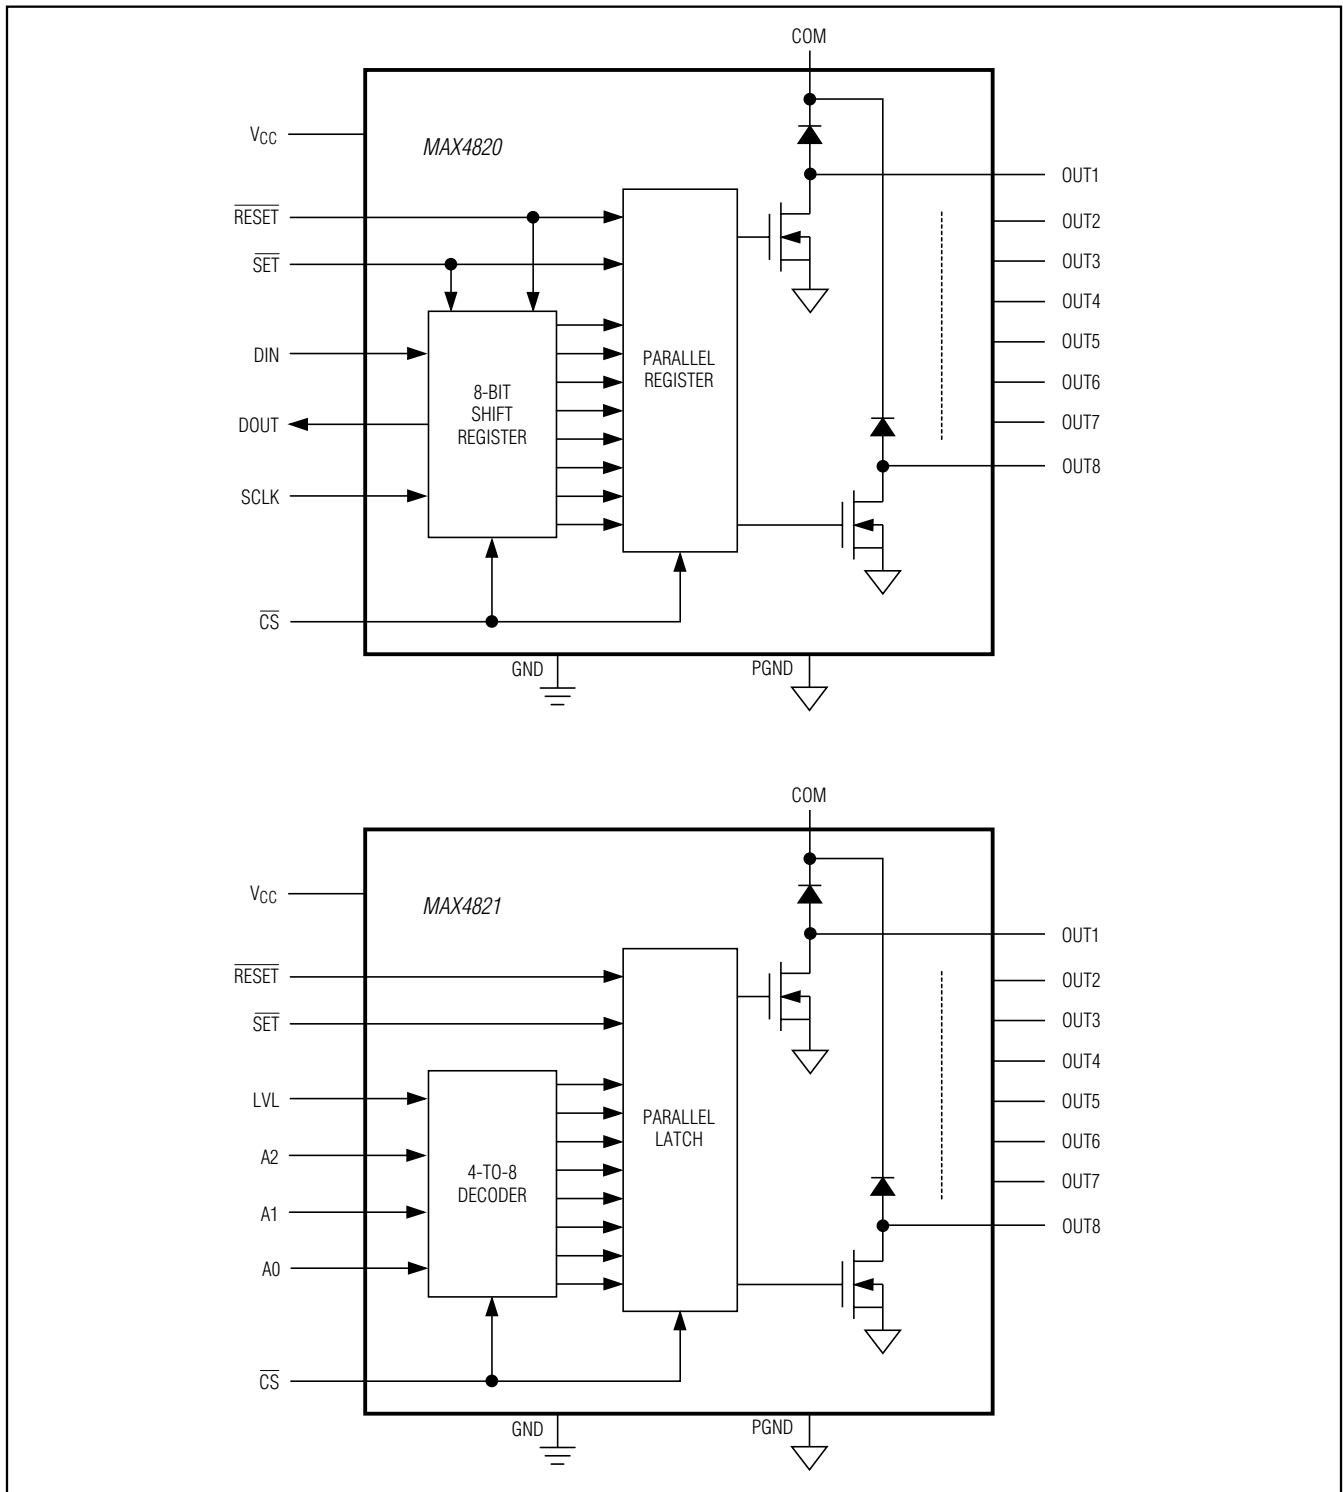 COM
VCC
MAX4820
RESET
SET
DIN
DOUT
SCLK
CS
8-BIT
SHIFT
REGISTER
PARALLEL
REGISTER
OUT1
OUT2
OUT3
OUT4
OUT5
OUT6
OUT7
OUT8
GND
PGND
COM
VCC
MAX4821
RESET
SET
LVL
A2
A1
A0
CS
4-TO-8
DECODER
PARALLEL
LATCH
OUT1
OUT2
OUT3
OUT4
OUT5
OUT6
OUT7
OUT8
GND
PGND